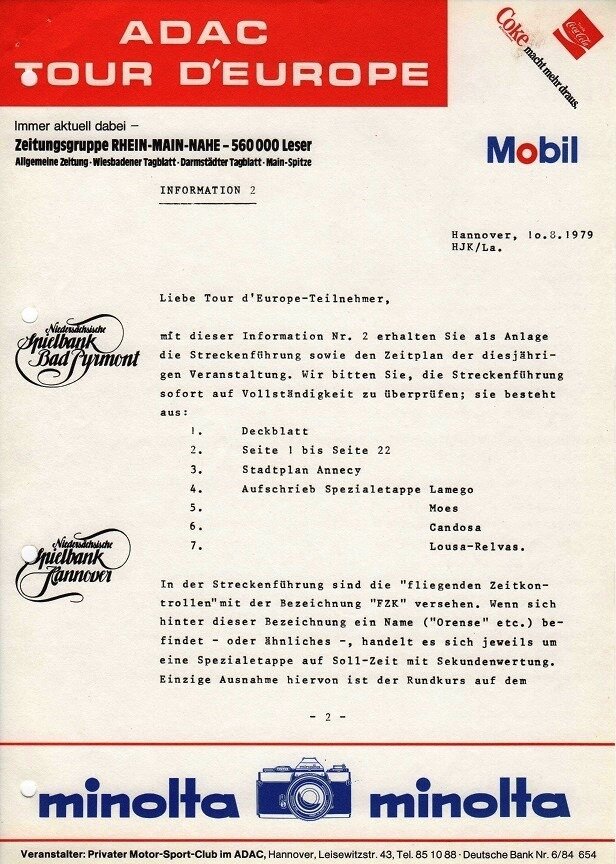 ADAC
TOUR D'EUROPE
Coke macht mehr draus.
Trink
Coca-Cola
Immer aktuell dabei –
Zeitungsgruppe RHEIN-MAIN-NAHE – 560 000 Leser
Allgemeine Zeitung · Wiesbadener Tagblatt · Darmstädter Tagblatt · Main-Spitze
Mobil
INFORMATION 2
Hannover, lo.8.1979
HJK/La.
Liebe Tour d'Europe-Teilnehmer,
Niedersächsische
Spielbank
Bad Pyrmont
mit dieser Information Nr. 2 erhalten Sie als Anlage
die Streckenführung sowie den Zeitplan der diesjähri-
gen Veranstaltung. Wir bitten Sie, die Streckenführung
sofort auf Vollständigkeit zu überprüfen; sie besteht
aus:
1. Deckblatt
2. Seite 1 bis Seite 22
3. Stadtplan Annecy
4. Aufschrieb Spezialetappe Lamego
5. Moes
6. Candosa
7. Lousa-Relvas.
Niedersächsische
Spielbank
Hannover
In der Streckenführung sind die "fliegenden Zeitkon-
trollen"mit der Bezeichnung "FZK" versehen. Wenn sich
hinter dieser Bezeichnung ein Name ("Orense" etc.) be-
findet - oder Ähnliches -, handelt es sich jeweils um
eine Spezialetappe auf Soll-Zeit mit Sekundenwertung.
Einzige Ausnahme hiervon ist der Rundkurs auf dem
- 2 -
minolta minolta
Veranstalter: Privater Motor-Sport-Club im ADAC, Hannover, Leisewitzstr. 43, Tel. 85 10 88 · Deutsche Bank Nr. 6/84 654